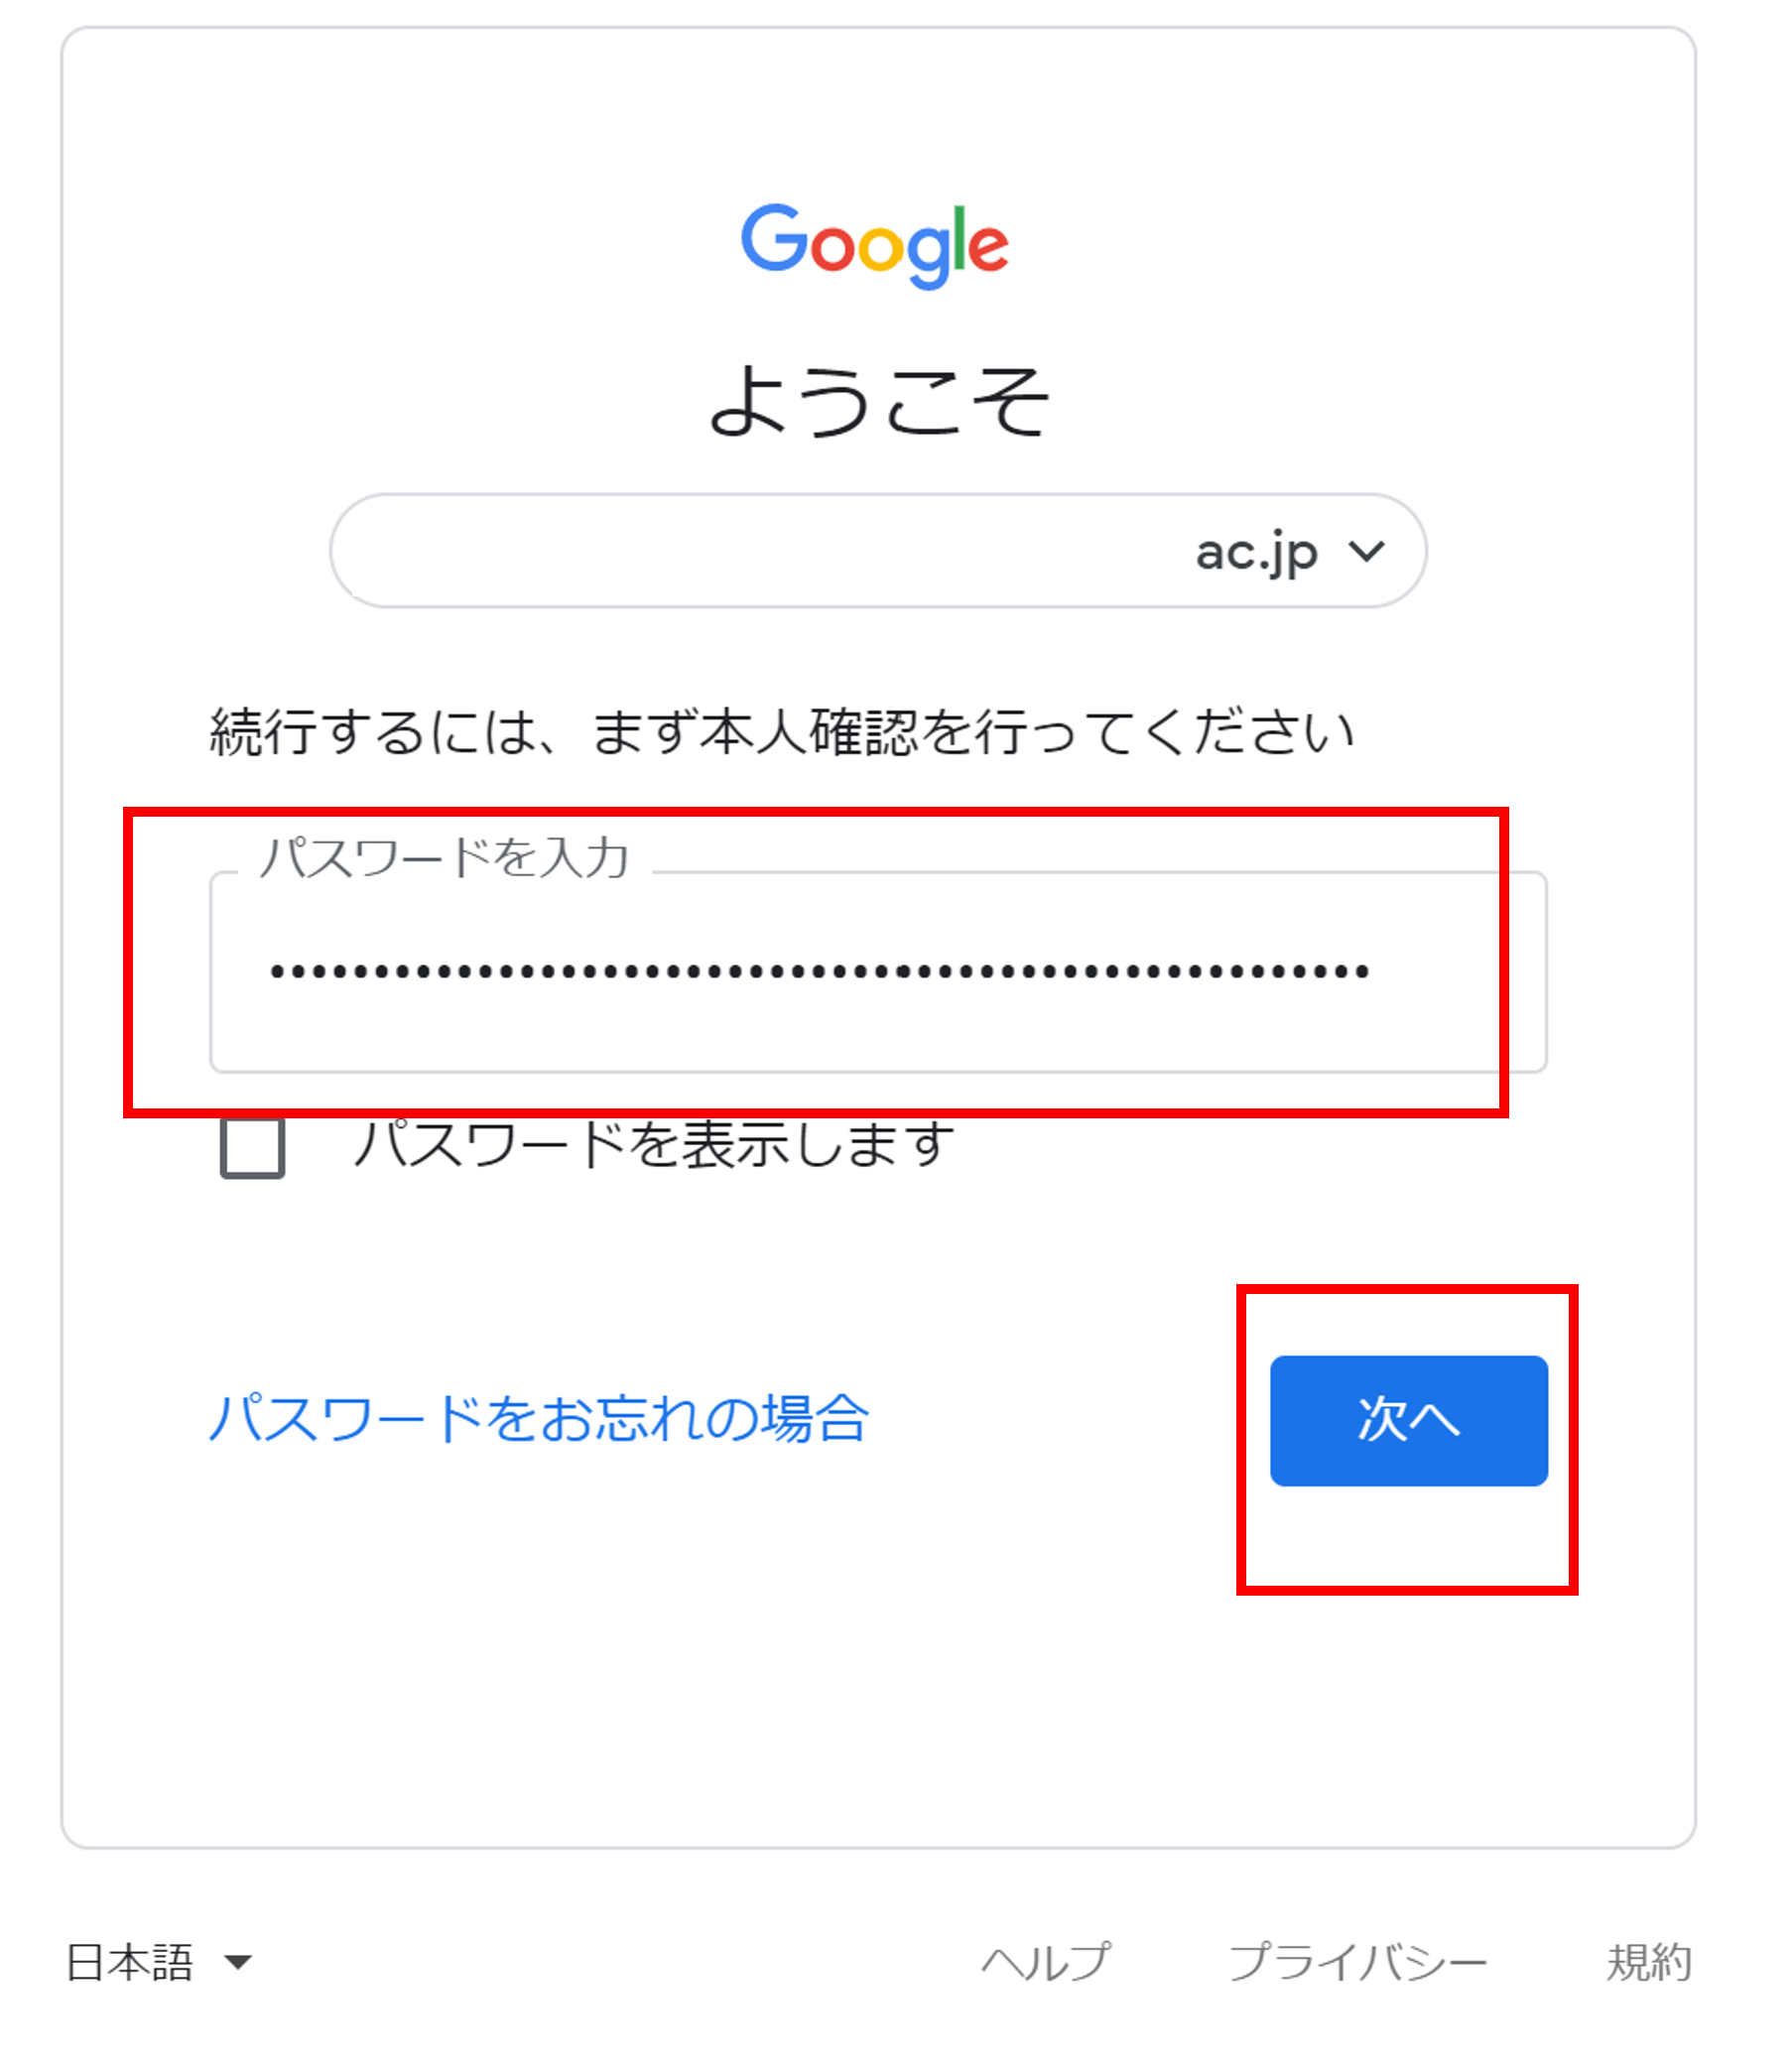 Google
ようこそ
ac.jp
続行するには、まず本人確認を行ってください
パスワードを入力
パスワードを表示します
パスワードをお忘れの場合
次へ
日本語
ヘルプ
プライバシー
規約